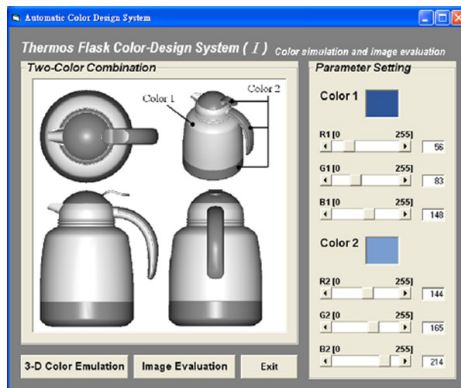 Automatic Color Design System
Thermos Flask Color-Design System ( I ) Color simulation and image evaluation
Two-Color Combination
Color 1
Color 2
3-D Color Emulation
Image Evaluation
Exit
Parameter Setting
Color 1
R1 [0 255]
56
G1 [0 255]
83
B1 [0 255]
148
Color 2
R2 [0 255]
144
G2 [0 255]
165
B2 [0 255]
214